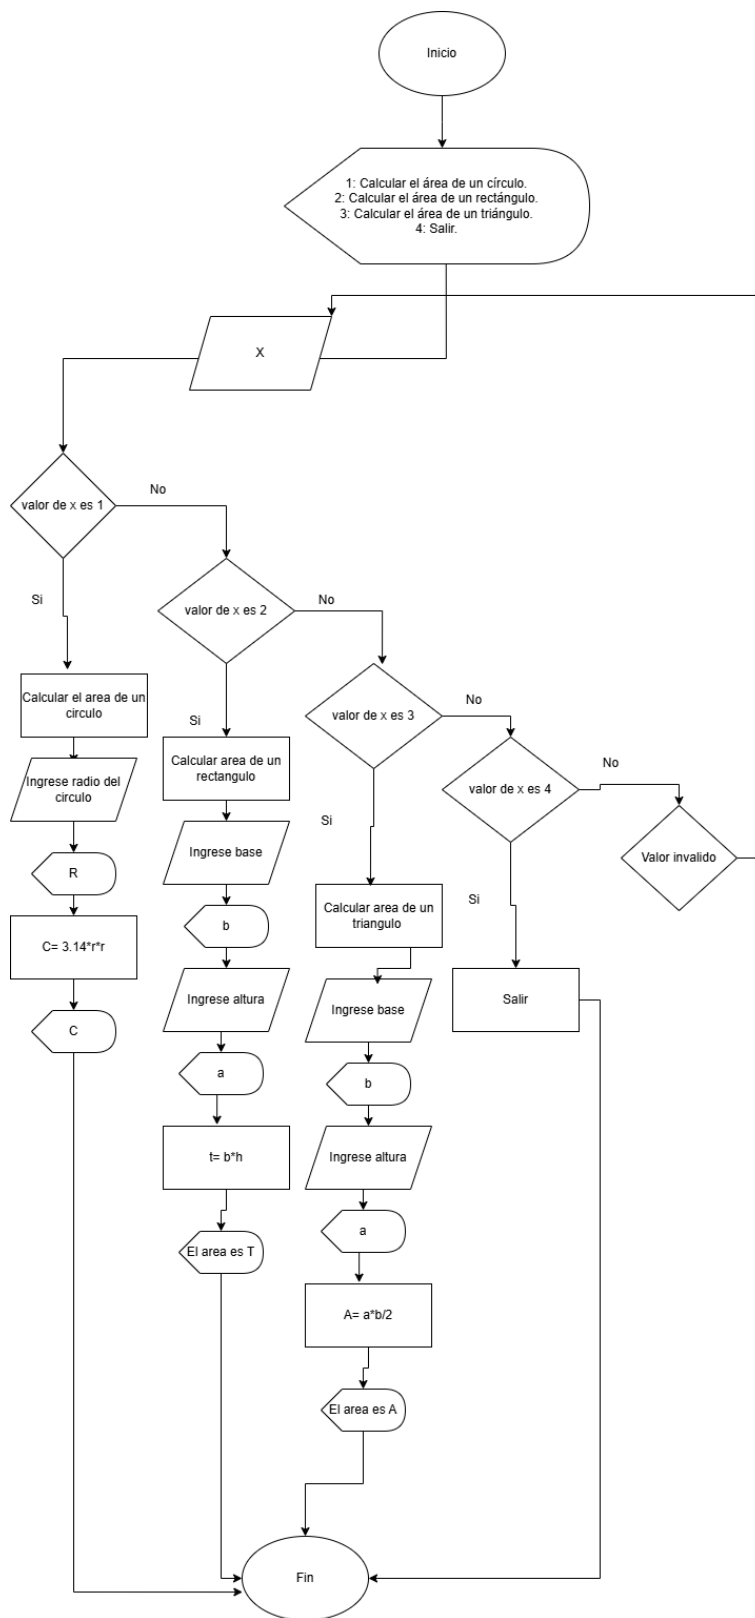 Inicio
1: Calcular el área de un círculo.
2: Calcular el área de un rectángulo.
3: Calcular el área de un triángulo.
4: Salir.
X
valor de x es 1
No
Si
valor de x es 2
No
Si
valor de x es 3
No
Si
valor de x es 4
No
Si
Valor invalido
Calcular el area de un
circulo
Ingrese radio del
circulo
R
C= 3.14*r*r
C
Calcular area de un
rectangulo
Ingrese base
b
Ingrese altura
a
t= b*h
El area es T
Calcular area de un
triangulo
Ingrese base
b
Ingrese altura
a
A= a*b/2
El area es A
Salir
Fin